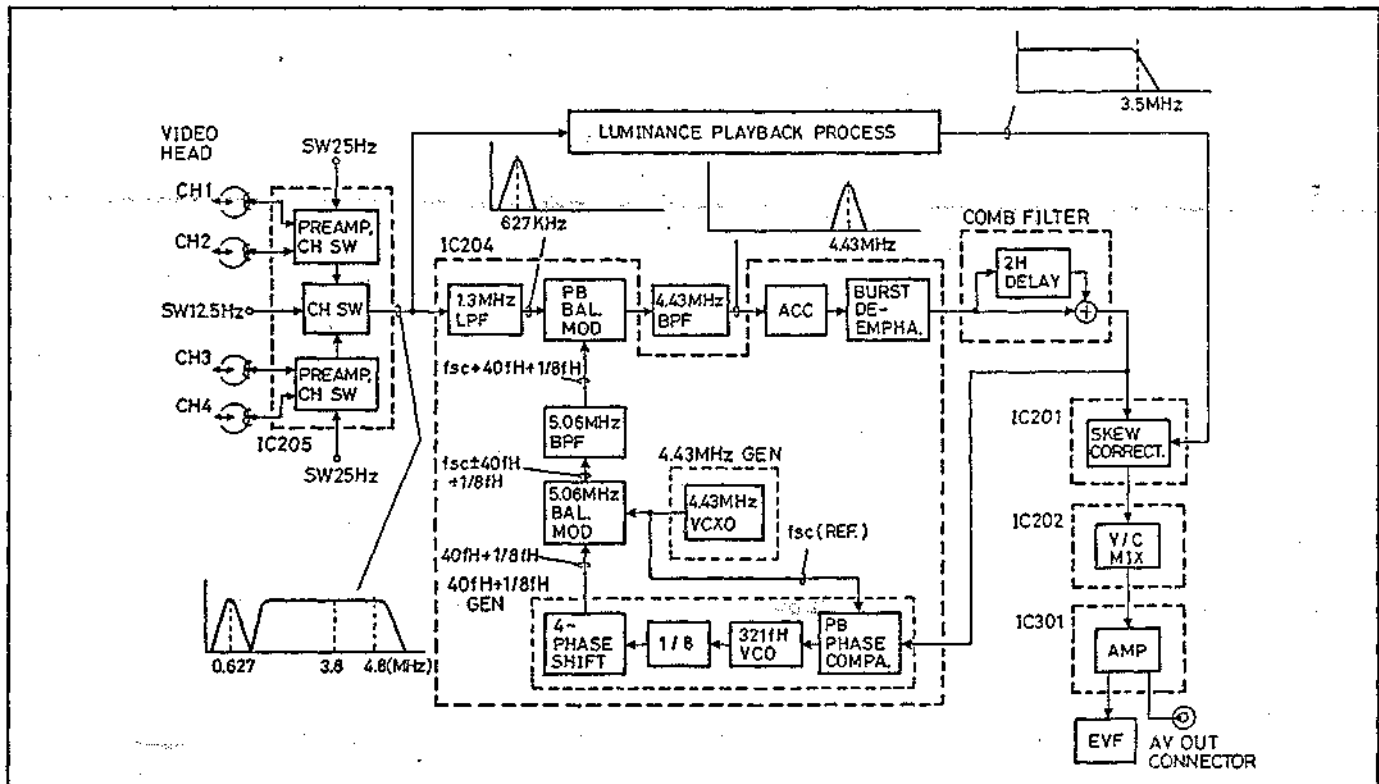 3.5MHz
LUMINANCE PLAYBACK PROCESS
VIDEO
HEAD
SW25Hz
CH1
CH2
PREAMP,
CH SW
SW12.5Hz
CH SW
CH3
CH4
PREAMP,
CH SW
IC205
SW25Hz
627KHz
4.43MHz
IC204
1.3MHz
LPF
PB
BAL.
MOD
4.43MHz
BPF
ACC
BURST
DE-
EMPHA.
COMB FILTER
2H
DELAY
+
fsc+40fH+1/8fH
5.06MHz
BPF
fsc±40fH
±1/8fH
5.06MHz
BAL.
MOD
4.43MHz GEN
4.43MHz
VCXO
fsc(REF.)
40fH+1/8fH
40fH+1/8fH
GEN
4~
PHASE
SHIFT
1/8
321fH
VCO
PB
PHASE
COMPA.
IC201
SKEW
CORRECT.
IC202
V/C
MIX
IC301
AMP
EVF
AV OUT
CONNECTOR
0.627
3.8
4.8(MHz)